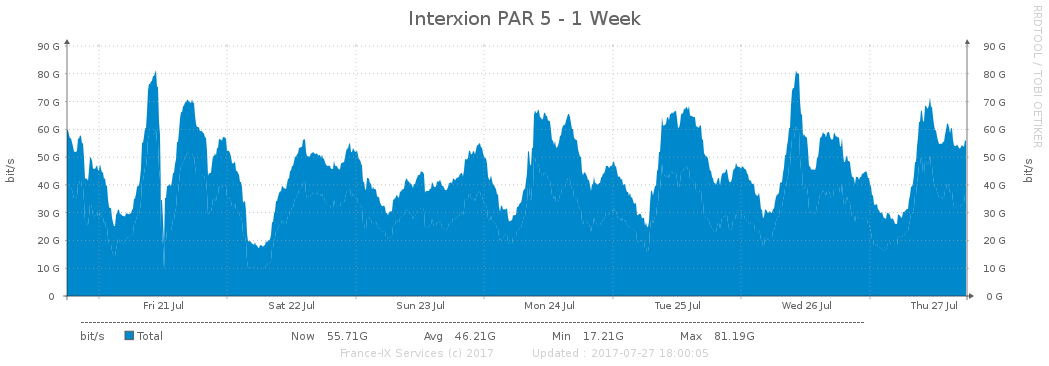 Interxion PAR 5 - 1 Week
RRDTOOL / TOBI OETIKER
bit/s
90 G 90 G
80 G 80 G
70 G 70 G
60 G 60 G
50 G 50 G
40 G 40 G
30 G 30 G
20 G 20 G
10 G 10 G
0 0 G
bit/s
Fri 21 Jul Sat 22 Jul Sun 23 Jul Mon 24 Jul Tue 25 Jul Wed 26 Jul Thu 27 Jul
bit/s Total Now 55.71G Avg 46.21G Min 17.21G Max 81.19G
France-IX Services (c) 2017 Updated : 2017-07-27 18:00:05